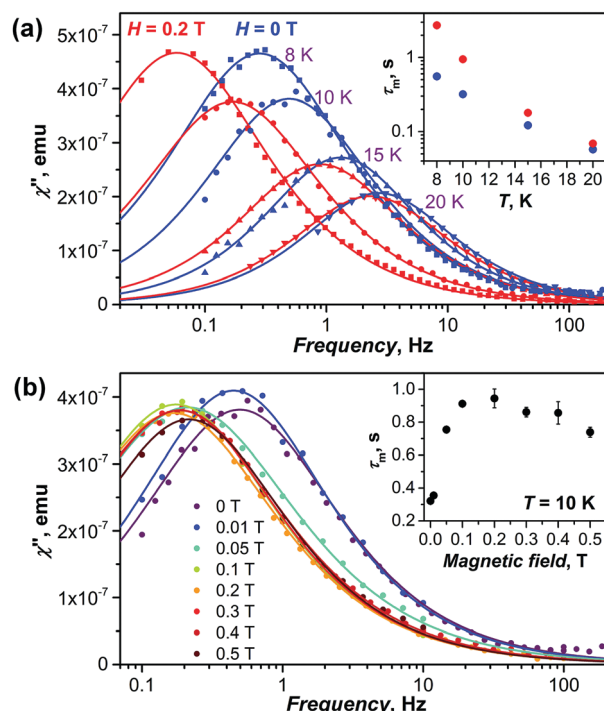 (a)
H = 0.2 T H = 0 T
8 K
10 K
15 K
20 K
χ'', emu
5x10⁻⁷
4x10⁻⁷
3x10⁻⁷
2x10⁻⁷
1x10⁻⁷
0
0.1 1 10 100
Frequency, Hz
τm, s
1
0.1
8 10 12 14 16 18 20
T, K
(b)
χ'', emu
4x10⁻⁷
3x10⁻⁷
2x10⁻⁷
1x10⁻⁷
0
0 T
0.01 T
0.05 T
0.1 T
0.2 T
0.3 T
0.4 T
0.5 T
0.1 1 10 100
Frequency, Hz
τm, s
1.0
0.8
0.6
0.4
0.2
T = 10 K
0.0 0.1 0.2 0.3 0.4 0.5
Magnetic field, T